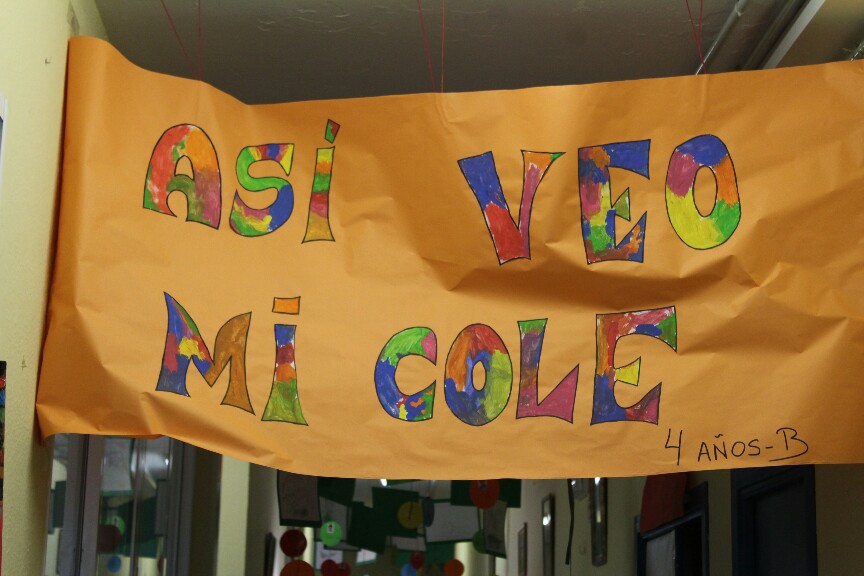 ASÍ VEO
MI COLE
4 AÑOS-B